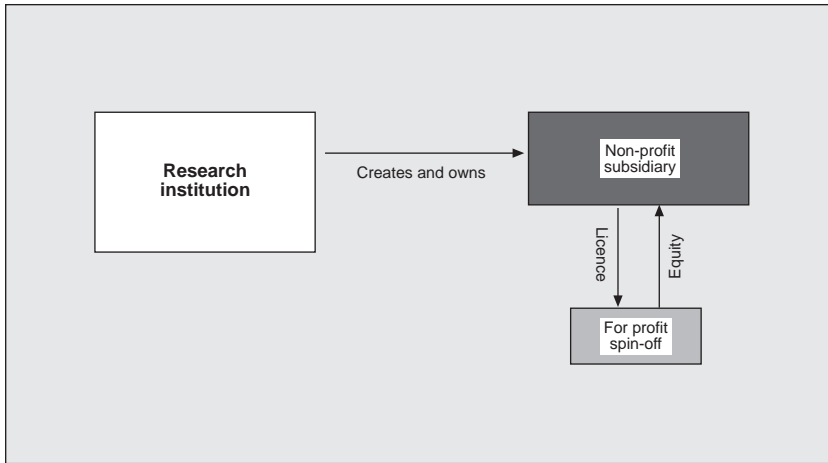 Research
institution
Creates and owns
Non-profit
subsidiary
Licence
Equity
For profit
spin-off